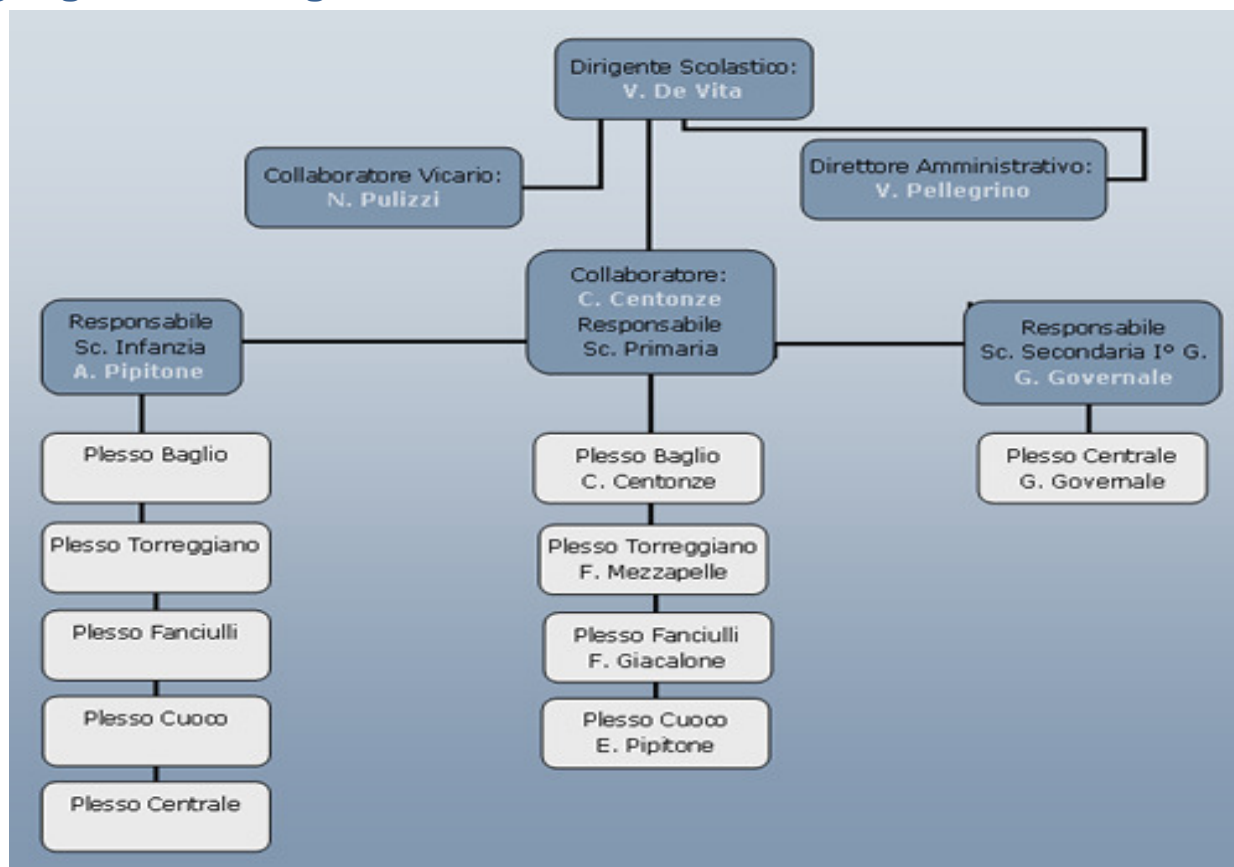 Dirigente Scolastico:
V. De Vita
Collaboratore Vicario:
N. Pulizzi
Direttore Amministrativo:
V. Pellegrino
Collaboratore:
C. Centonze
Responsabile
Sc. Primaria
Responsabile
Sc. Infanzia
A. Pipitone
Responsabile
Sc. Secondaria I° G.
G. Governale
Plesso Baglio
Plesso Torreggiano
Plesso Fanciulli
Plesso Cuoco
Plesso Centrale
Plesso Baglio
C. Centonze
Plesso Torreggiano
F. Mezzapelle
Plesso Fanciulli
F. Giacalone
Plesso Cuoco
E. Pipitone
Plesso Centrale
G. Governale